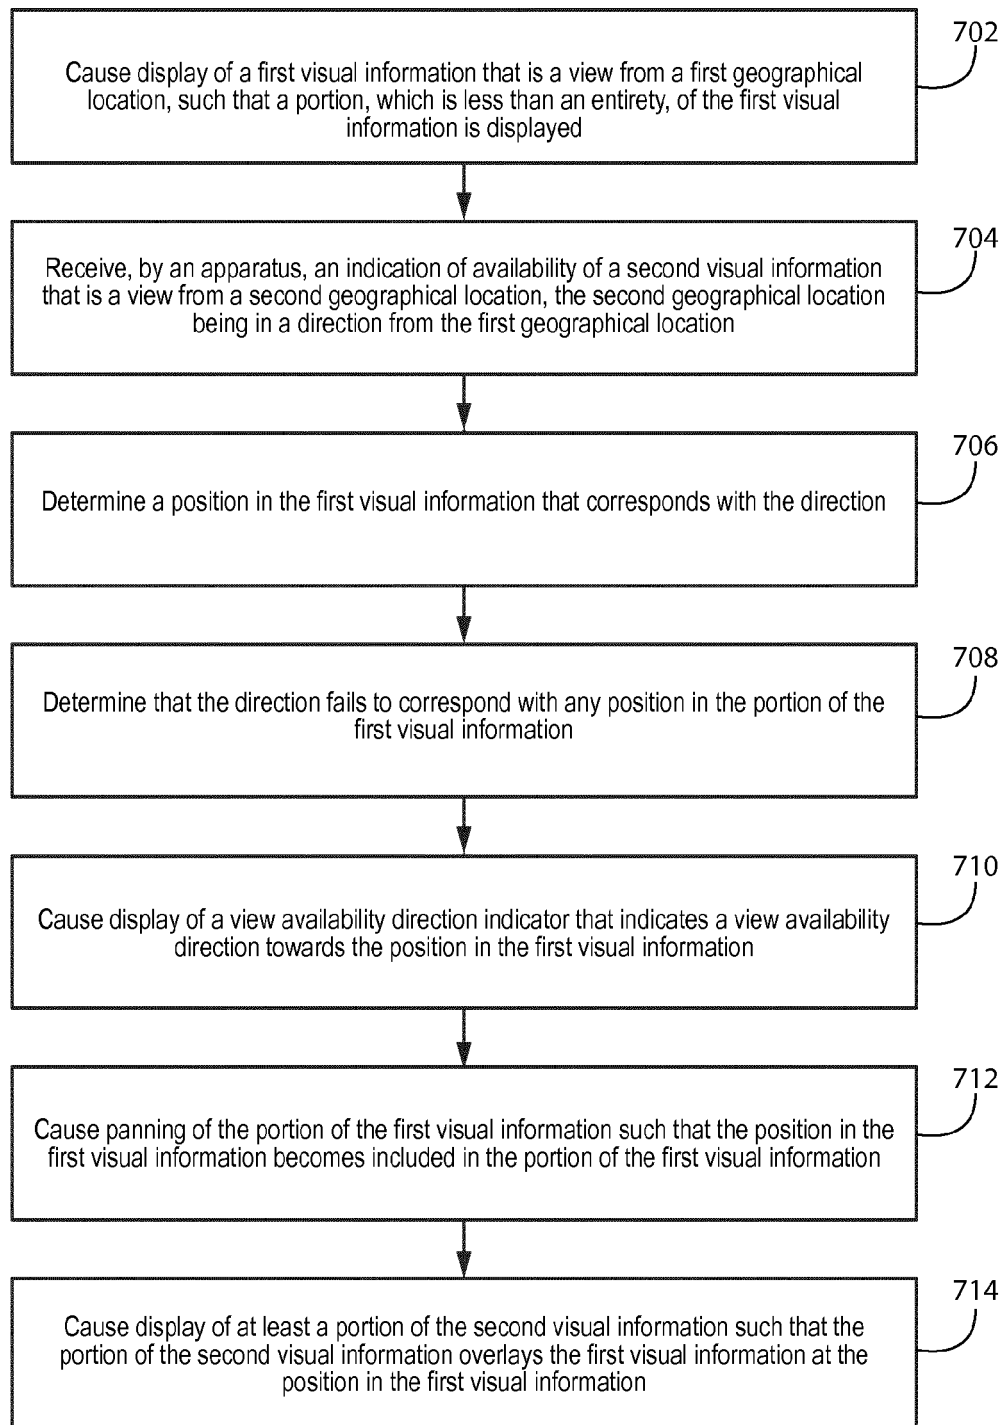 702
Cause display of a first visual information that is a view from a first geographical
location, such that a portion, which is less than an entirety, of the first visual
information is displayed
704
Receive, by an apparatus, an indication of availability of a second visual information
that is a view from a second geographical location, the second geographical location
being in a direction from the first geographical location
706
Determine a position in the first visual information that corresponds with the direction
708
Determine that the direction fails to correspond with any position in the portion of the
first visual information
710
Cause display of a view availability direction indicator that indicates a view availability
direction towards the position in the first visual information
712
Cause panning of the portion of the first visual information such that the position in the
first visual information becomes included in the portion of the first visual information
714
Cause display of at least a portion of the second visual information such that the
portion of the second visual information overlays the first visual information at the
position in the first visual information